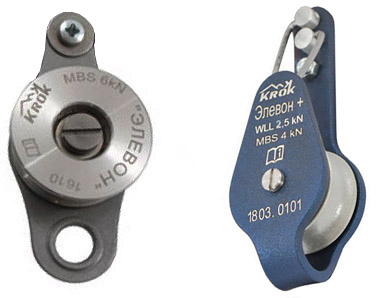 MBS 6kN
KROK
"ЭЛЕВОН"
1610
KROK
Элевон +
WLL 2,5 kN
MBS 4 kN
1803. 0101